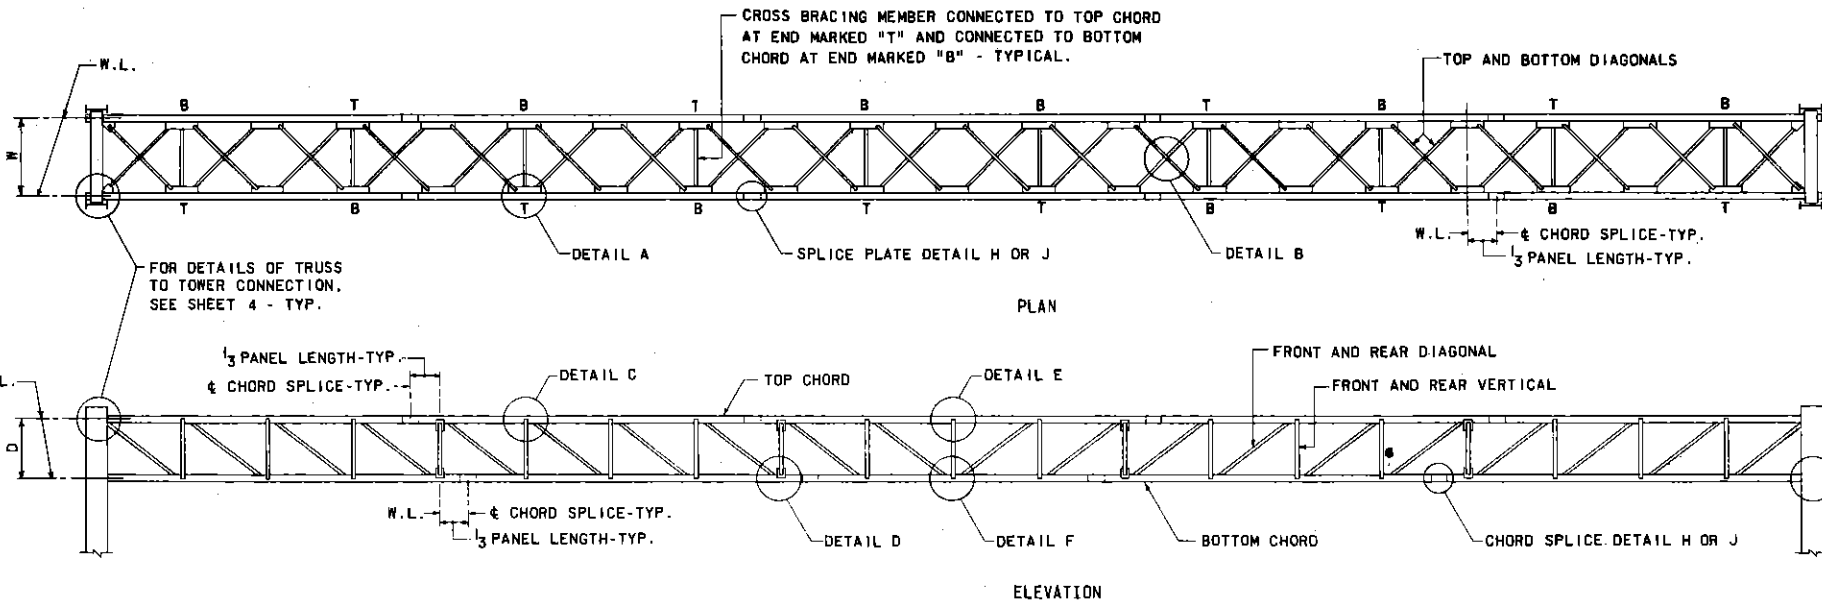 CROSS BRACING MEMBER CONNECTED TO TOP CHORD
AT END MARKED "T" AND CONNECTED TO BOTTOM
CHORD AT END MARKED "B" - TYPICAL.
TOP AND BOTTOM DIAGONALS
W.L.
B T B T B B T B T B
W
T B T B T T B T B T
DETAIL A
SPLICE PLATE DETAIL H OR J
DETAIL B
W.L.
℄ CHORD SPLICE-TYP.
1/3 PANEL LENGTH-TYP.
FOR DETAILS OF TRUSS
TO TOWER CONNECTION,
SEE SHEET 4 - TYP.
PLAN
1/3 PANEL LENGTH-TYP.
℄ CHORD SPLICE-TYP.
DETAIL C
TOP CHORD
DETAIL E
FRONT AND REAR DIAGONAL
FRONT AND REAR VERTICAL
L.
D
W.L.
℄ CHORD SPLICE-TYP.
1/3 PANEL LENGTH-TYP.
DETAIL D
DETAIL F
BOTTOM CHORD
CHORD SPLICE DETAIL H OR J
ELEVATION